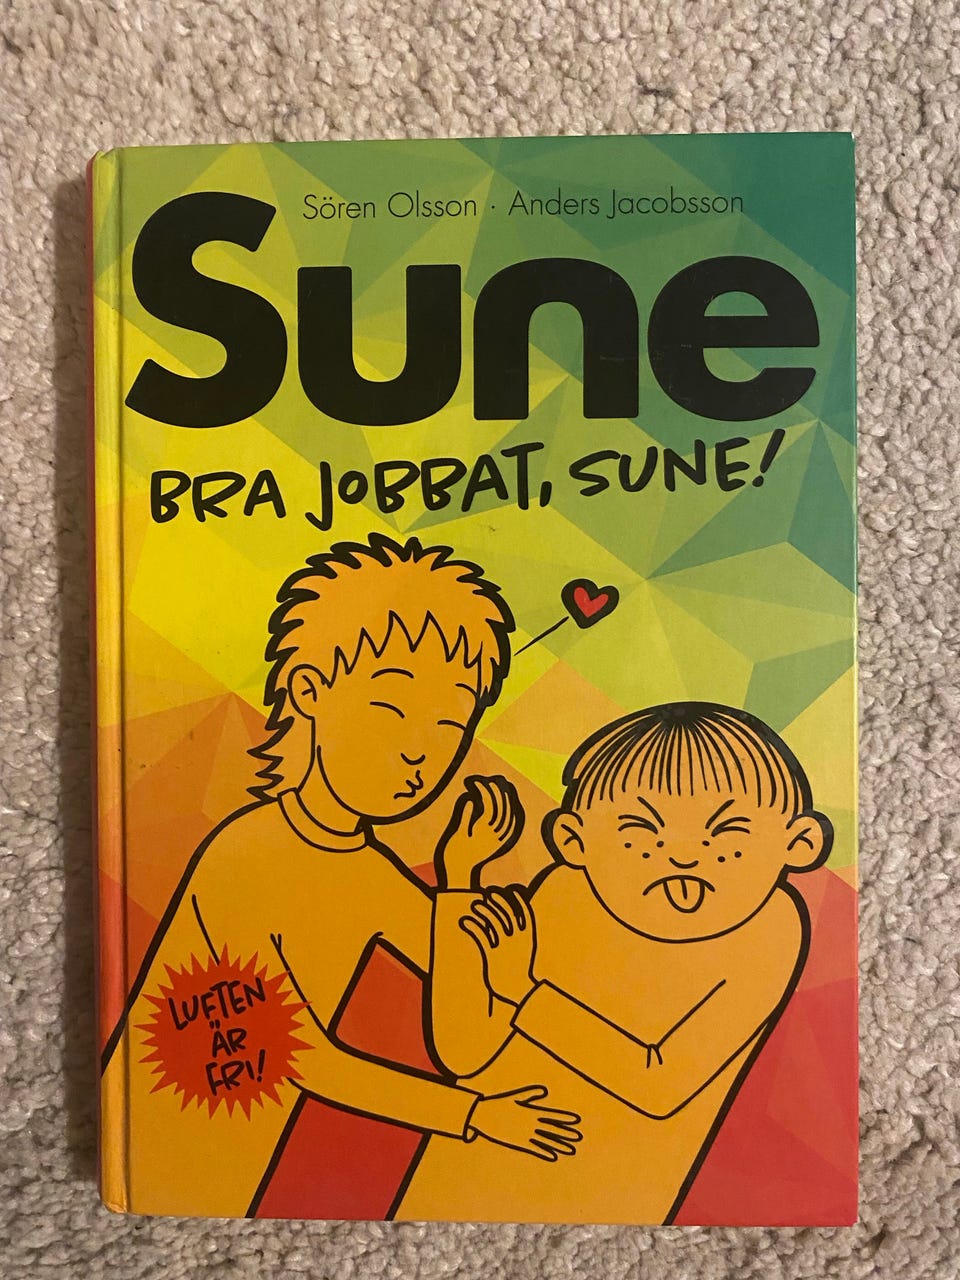 Sören Olsson · Anders Jacobsson
Sune
BRA JOBBAT, SUNE!
LUFTEN
ÄR
FRI!